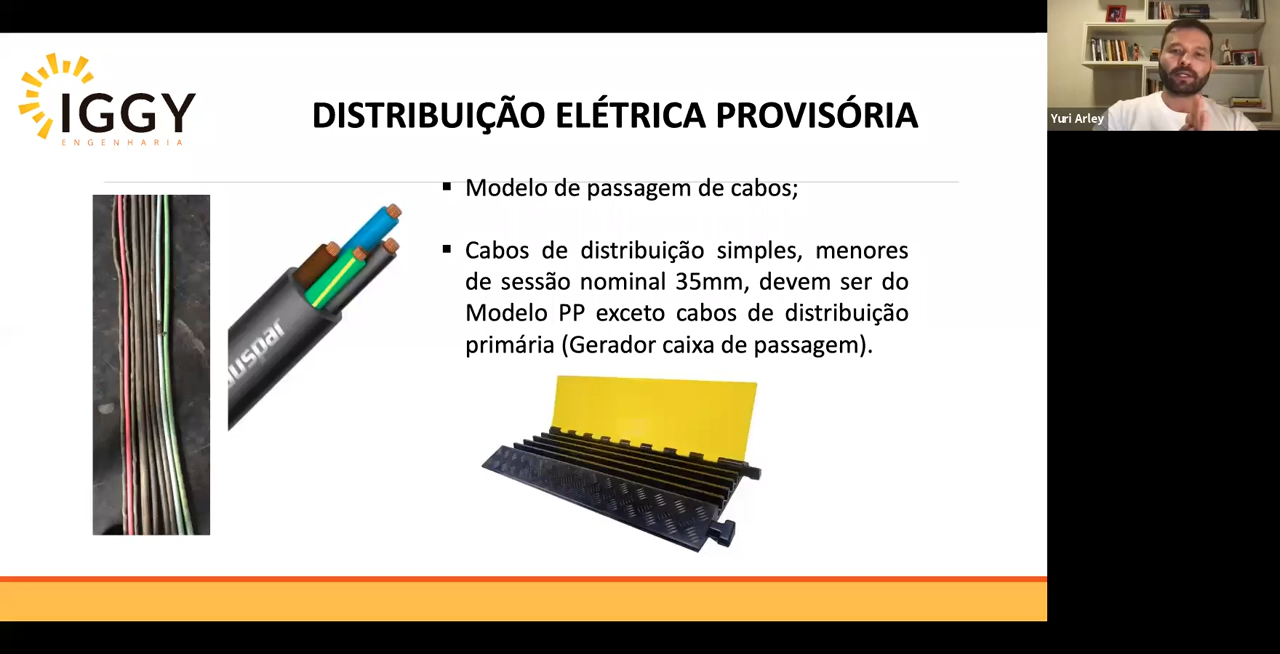 IGGY
ENGENHARIA
DISTRIBUIÇÃO ELÉTRICA PROVISÓRIA
Yuri Arley
▪ Modelo de passagem de cabos;
▪ Cabos de distribuição simples, menores
de sessão nominal 35mm, devem ser do
Modelo PP exceto cabos de distribuição
primária (Gerador caixa de passagem).